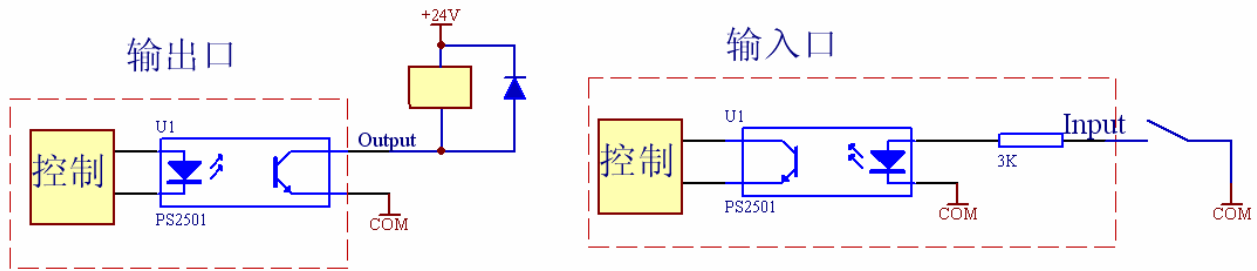 输出口
+24V
U1
控制
Output
PS2501
COM
输入口
U1
控制
Input
3K
PS2501
COM
COM